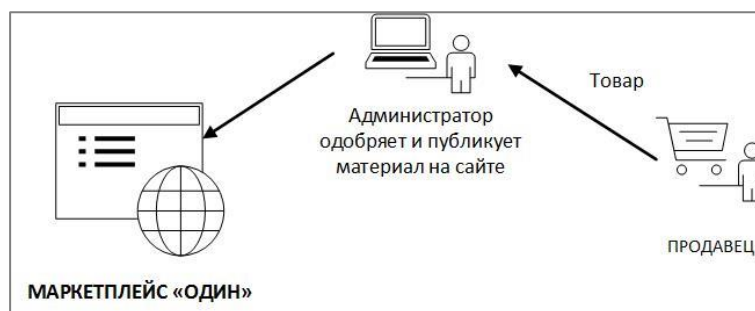 Товар
Администратор
одобряет и публикует
материал на сайте
ПРОДАВЕЦ
МАРКЕТПЛЕЙС «ОДИН»